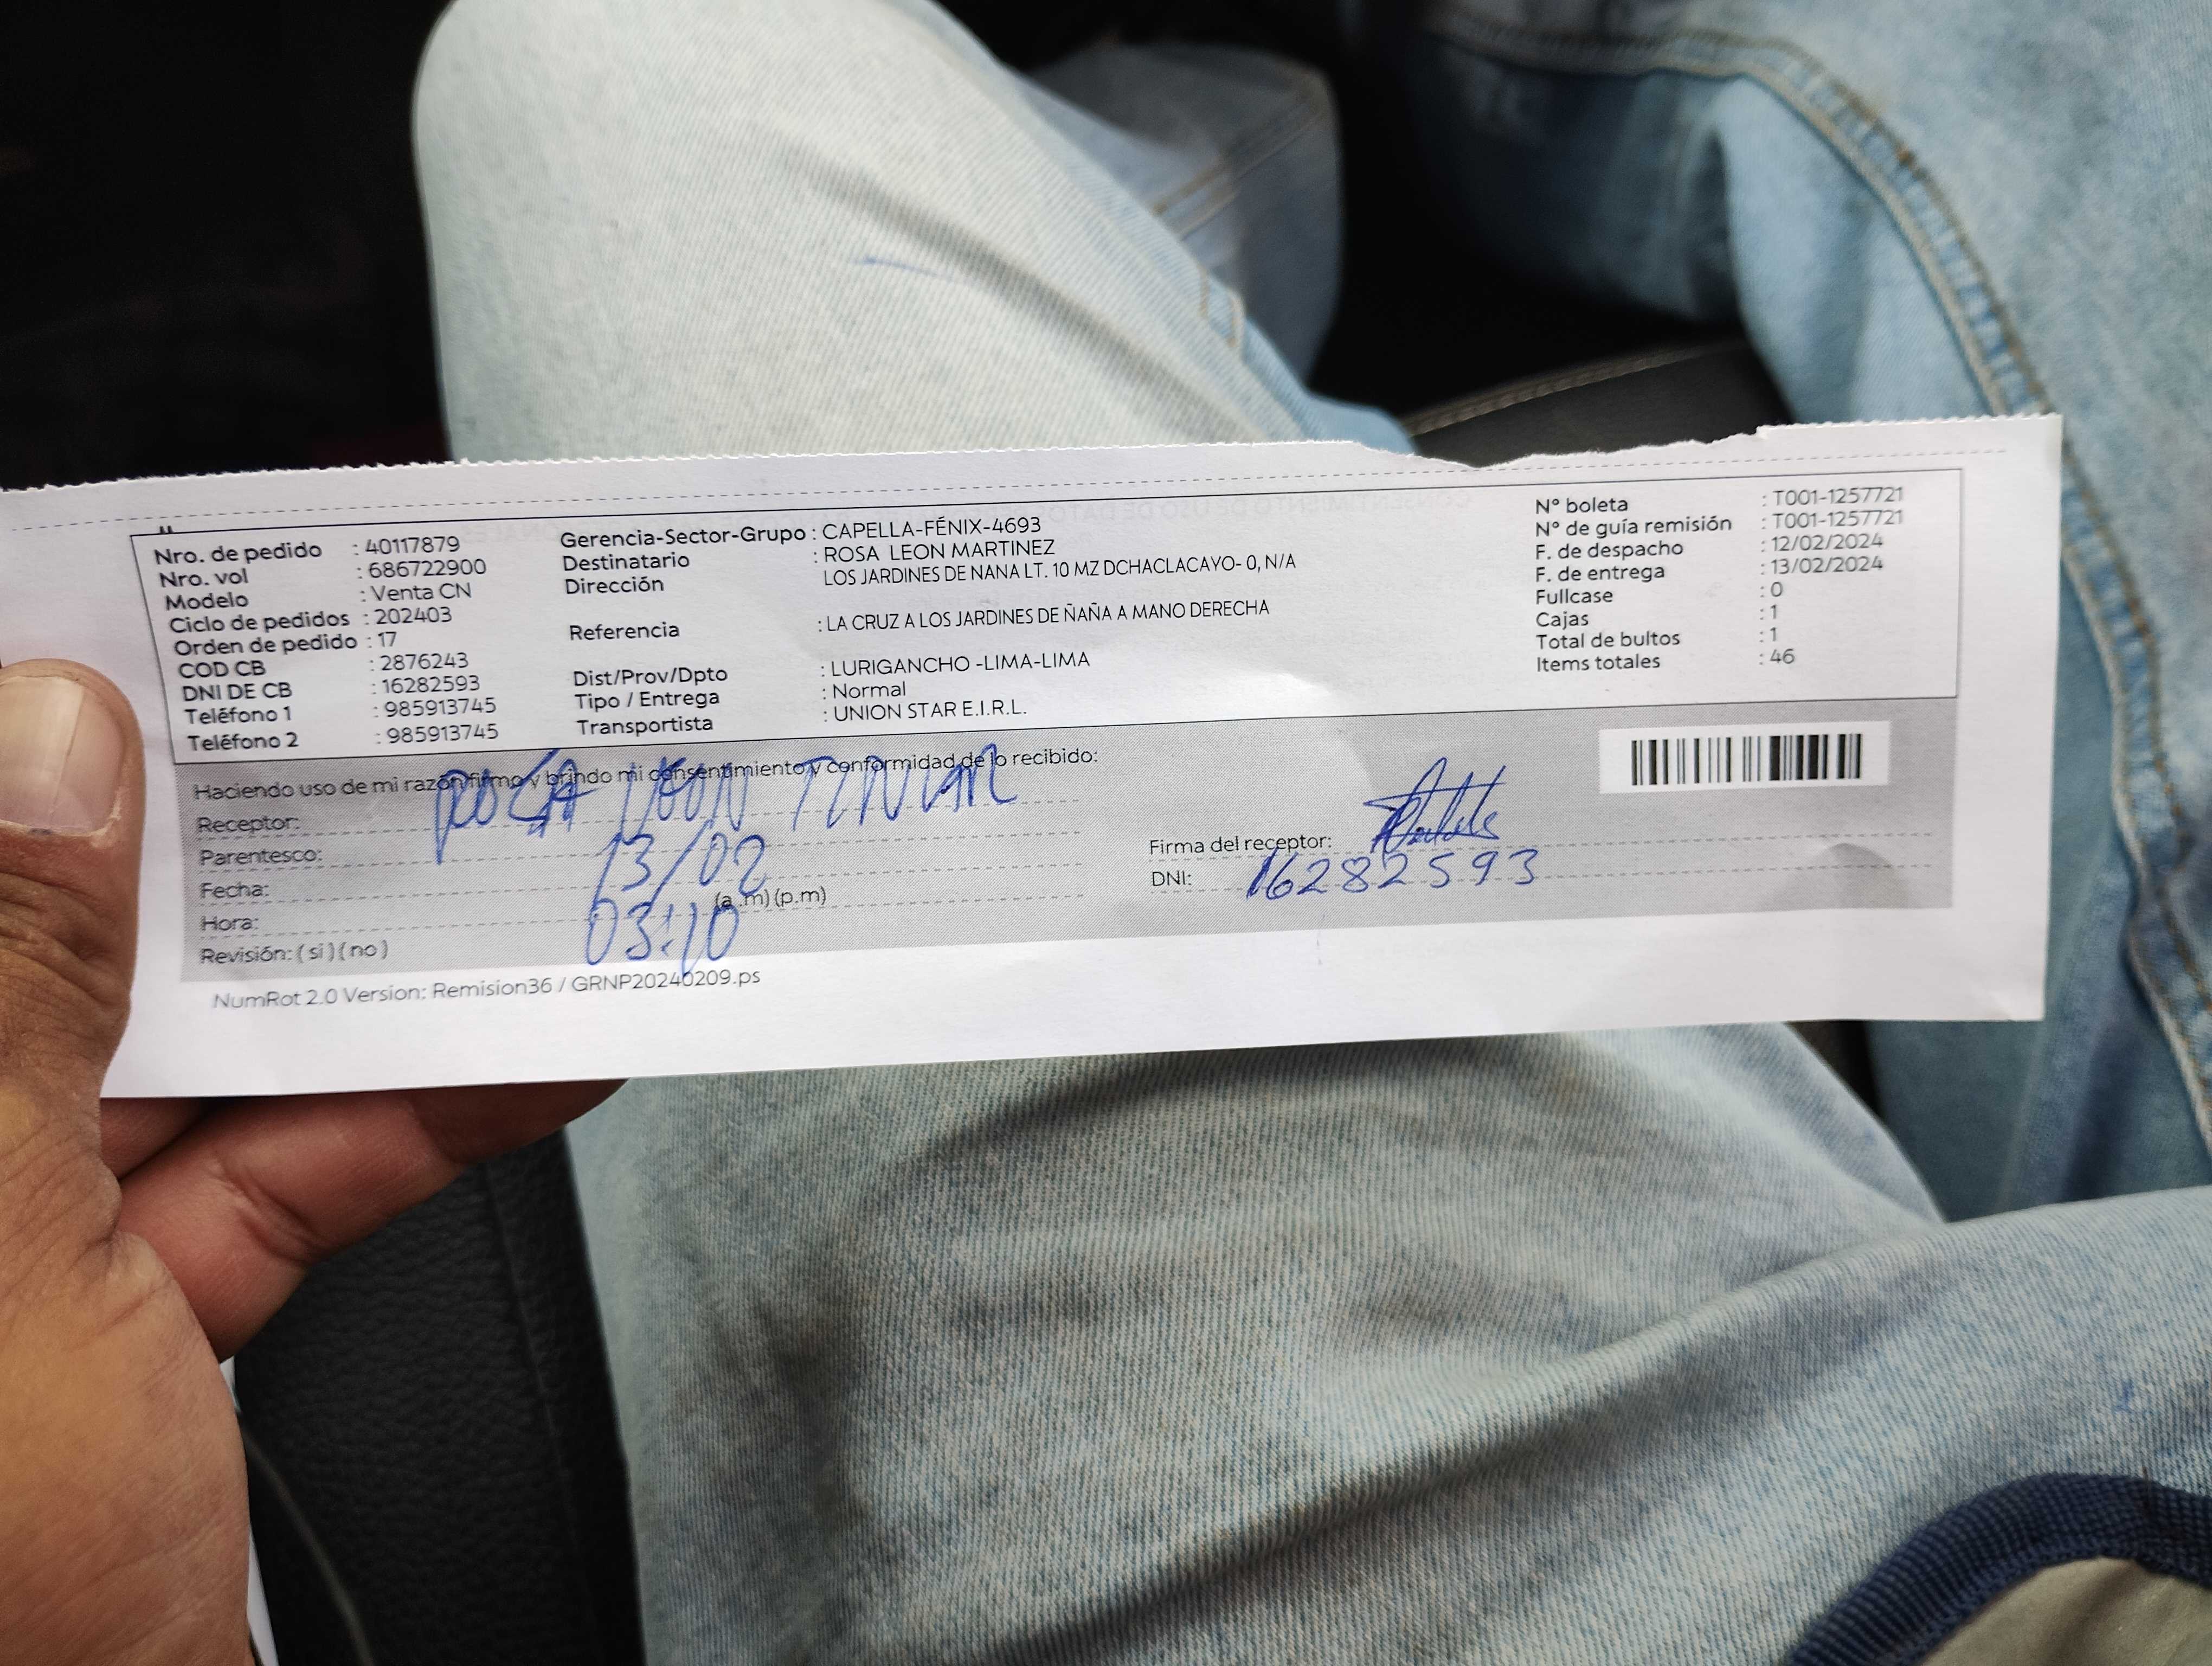 Nro. de pedido : 40117879
Nro. vol : 686722900
Modelo : Venta CN
Ciclo de pedidos : 202403
Orden de pedido : 17
COD CB : 2876243
DNI DE CB : 16282593
Teléfono 1 : 985913745
Teléfono 2 : 985913745
Gerencia-Sector-Grupo : CAPELLA-FÉNIX-4693
Destinatario : ROSA LEON MARTINEZ
Dirección LOS JARDINES DE NANA LT. 10 MZ DCHACLACAYO- 0, N/A
Referencia : LA CRUZ A LOS JARDINES DE ÑAÑA A MANO DERECHA
Dist/Prov/Dpto : LURIGANCHO -LIMA-LIMA
Tipo / Entrega : Normal
Transportista : UNION STAR E.I.R.L.
N° boleta : T001-1257721
N° de guía remisión : T001-1257721
F. de despacho : 12/02/2024
F. de entrega : 13/02/2024
Fullcase : 0
Cajas : 1
Total de bultos : 1
Items totales : 46
Haciendo uso de mi razón firmo y brindo mi consentimiento y conformidad de lo recibido:
Receptor: ROSA LEON
Parentesco:
Fecha: 13/02
Hora: 03:10 (a .m) (p.m)
Revisión: ( si ) ( no )
Firma del receptor:
DNI: 16282593
NumRot 2.0 Version: Remision36 / GRNP20240209.ps